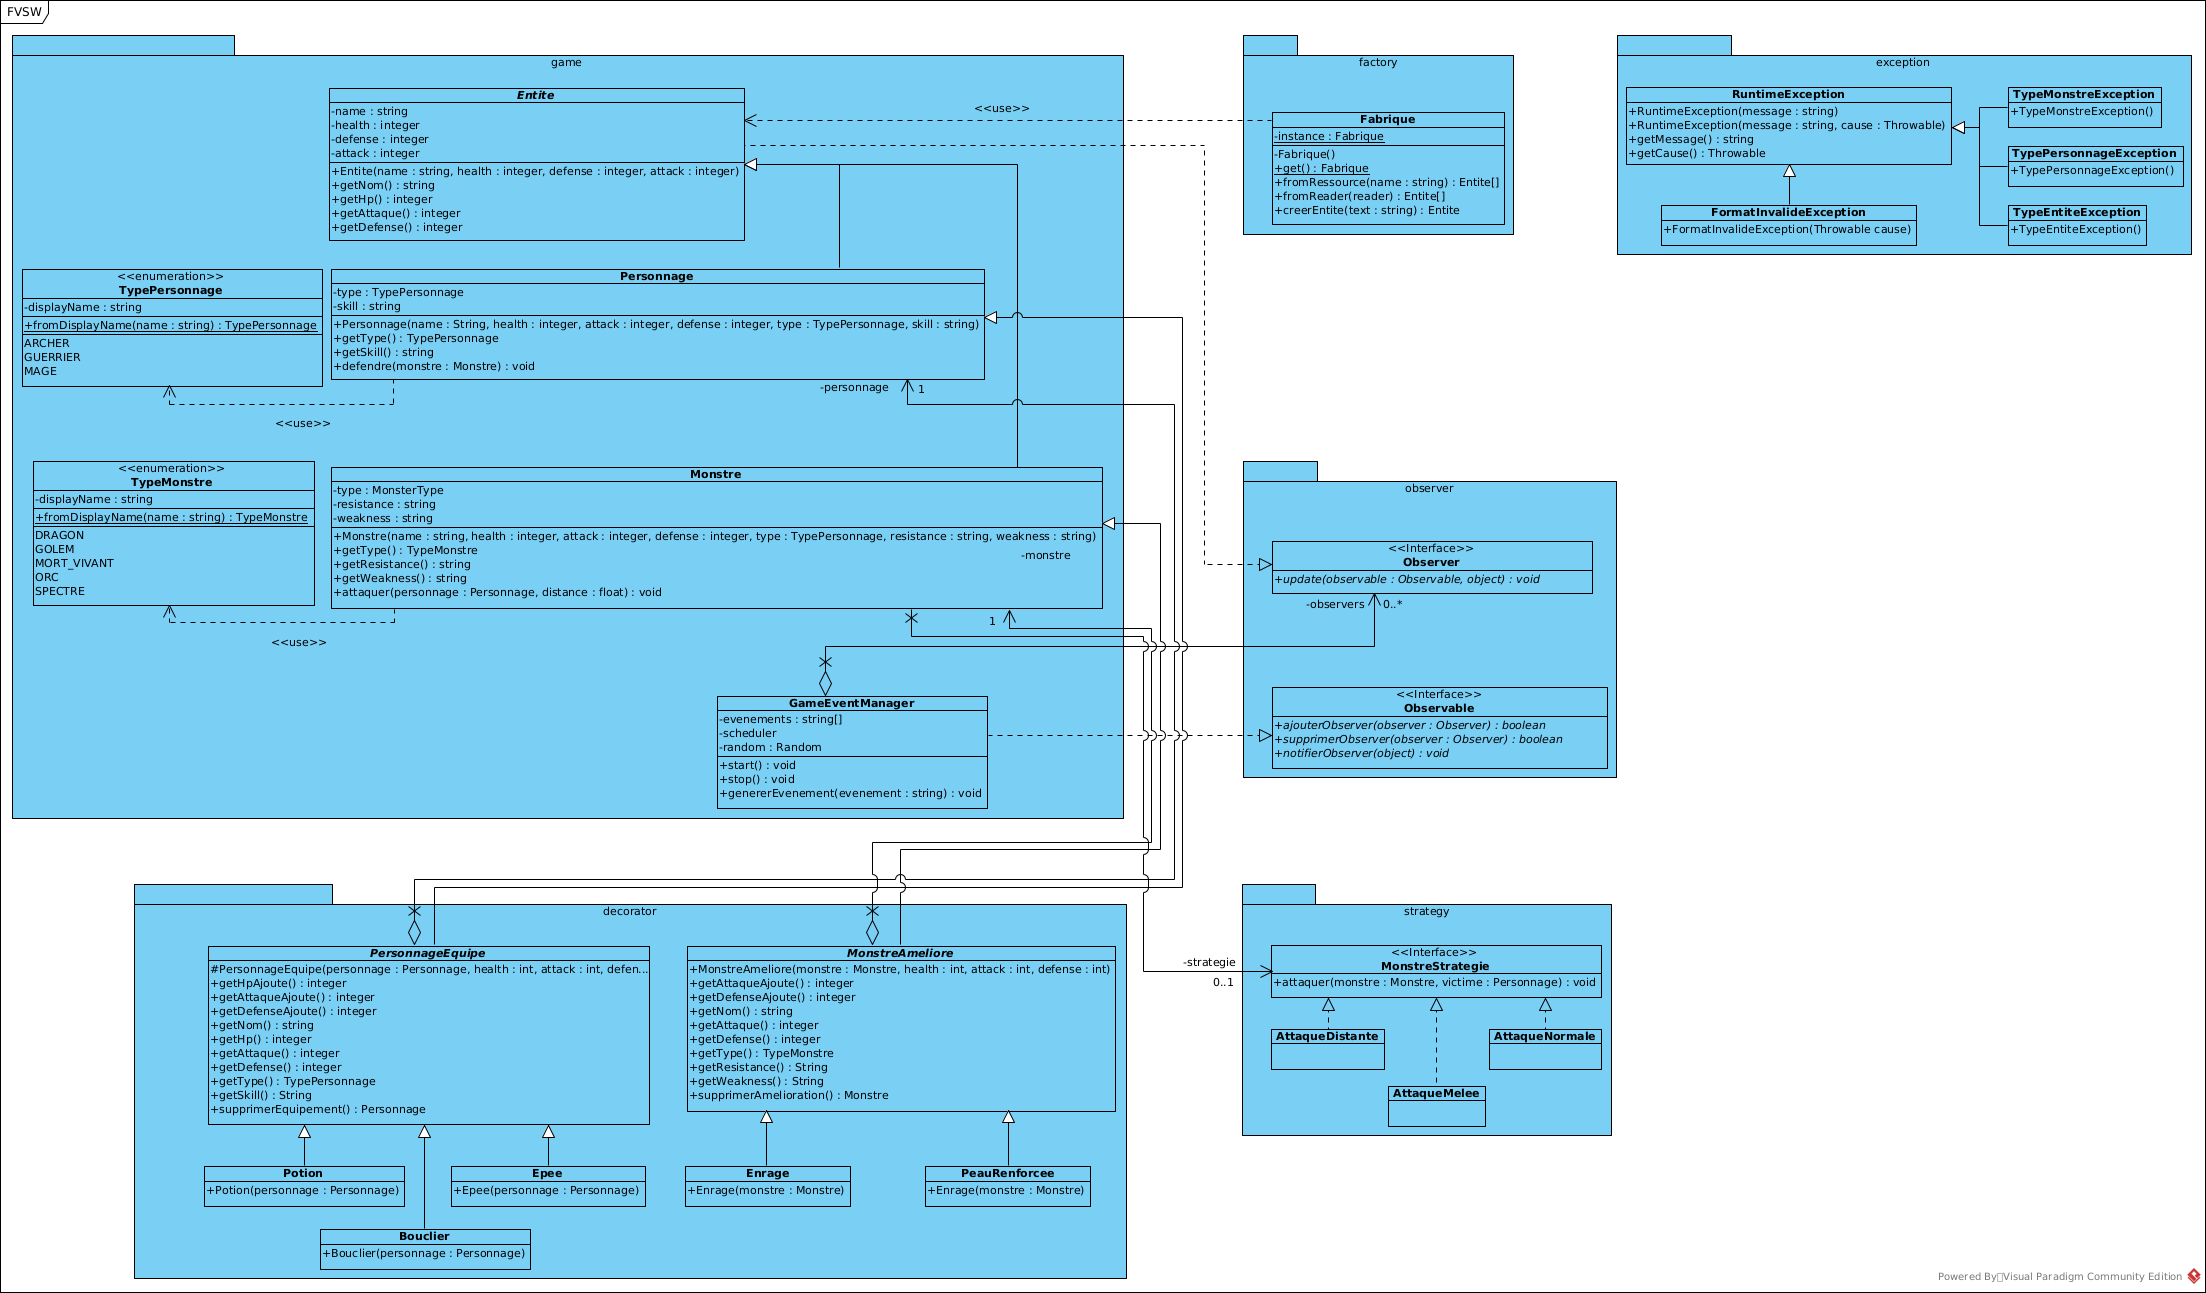 FVSW
game
Entite
-name : string
-health : integer
-defense : integer
-attack : integer
+Entite(name : string, health : integer, defense : integer, attack : integer)
+getNom() : string
+getHp() : integer
+getAttaque() : integer
+getDefense() : integer
<<use>>
<<enumeration>>
TypePersonnage
-displayName : string
+fromDisplayName(name : string) : TypePersonnage
ARCHER
GUERRIER
MAGE
<<use>>
Personnage
-type : TypePersonnage
-skill : string
+Personnage(name : String, health : integer, attack : integer, defense : integer, type : TypePersonnage, skill : string)
+getType() : TypePersonnage
+getSkill() : string
+defendre(monstre : Monstre) : void
-personnage
1
<<enumeration>>
TypeMonstre
-displayName : string
+fromDisplayName(name : string) : TypeMonstre
DRAGON
GOLEM
MORT_VIVANT
ORC
SPECTRE
<<use>>
Monstre
-type : MonsterType
-resistance : string
-weakness : string
+Monstre(name : string, health : integer, attack : integer, defense : integer, type : TypePersonnage, resistance : string, weakness : string)
+getType() : TypeMonstre
+getResistance() : string
+getWeakness() : string
+attaquer(personnage : Personnage, distance : float) : void
-monstre
1
GameEventManager
-evenements : string[]
-scheduler
-random : Random
+start() : void
+stop() : void
+genererEvenement(evenement : string) : void
factory
Fabrique
-instance : Fabrique
-Fabrique()
+get() : Fabrique
+fromRessource(name : string) : Entite[]
+fromReader(reader) : Entite[]
+creerEntite(text : string) : Entite
exception
RuntimeException
+RuntimeException(message : string)
+RuntimeException(message : string, cause : Throwable)
+getMessage() : string
+getCause() : Throwable
FormatInvalideException
+FormatInvalideException(Throwable cause)
TypeMonstreException
+TypeMonstreException()
TypePersonnageException
+TypePersonnageException()
TypeEntiteException
+TypeEntiteException()
observer
<<Interface>>
Observer
+update(observable : Observable, object) : void
-observers
0..*
<<Interface>>
Observable
+ajouterObserver(observer : Observer) : boolean
+supprimerObserver(observer : Observer) : boolean
+notifierObserver(object) : void
decorator
PersonnageEquipe
#PersonnageEquipe(personnage : Personnage, health : int, attack : int, defen...
+getHpAjoute() : integer
+getAttaqueAjoute() : integer
+getDefenseAjoute() : integer
+getNom() : string
+getHp() : integer
+getAttaque() : integer
+getDefense() : integer
+getType() : TypePersonnage
+getSkill() : String
+supprimerEquipement() : Personnage
MonstreAmeliore
+MonstreAmeliore(monstre : Monstre, health : int, attack : int, defense : int)
+getAttaqueAjoute() : integer
+getDefenseAjoute() : integer
+getNom() : string
+getAttaque() : integer
+getDefense() : integer
+getType() : TypeMonstre
+getResistance() : String
+getWeakness() : String
+supprimerAmelioration() : Monstre
Potion
+Potion(personnage : Personnage)
Epee
+Epee(personnage : Personnage)
Bouclier
+Bouclier(personnage : Personnage)
Enrage
+Enrage(monstre : Monstre)
PeauRenforcee
+Enrage(monstre : Monstre)
strategy
-strategie
0..1
<<Interface>>
MonstreStrategie
+attaquer(monstre : Monstre, victime : Personnage) : void
AttaqueDistante
AttaqueNormale
AttaqueMelee
Powered By Visual Paradigm Community Edition